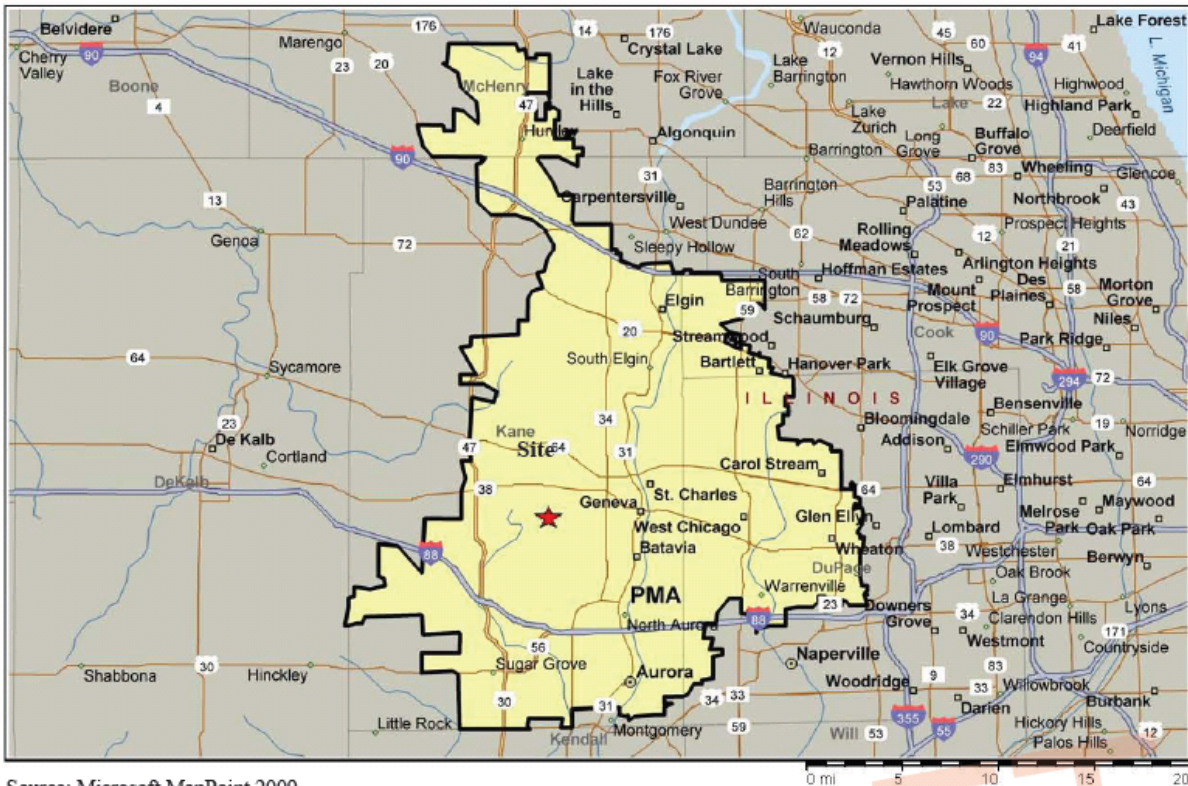 Belvidere
90
Cherry
Valley
Boone
4
Marengo
23
20
176
14
176
Crystal Lake
Wauconda
12
45
60
94
41
Lake Forest
L. Michigan
McHenry
47
Huntley
Lake
in the
Hills
Fox River
Grove
Lake
Barrington
Vernon Hills
Hawthorn Woods
Lake
22
Highwood
Highland Park
Algonquin
Lake
Zurich
Long
Grove
Buffalo
Grove
Deerfield
90
Barrington
31
68
83
Wheeling
Glencoe
13
Carpentersville
Barrington
Hills
53
Palatine
Northbrook
43
Genoa
72
West Dundee
Sleepy Hollow
62
Rolling
Meadows
12
Prospect Heights
21
Arlington Heights
South
Barrington
Hoffman Estates
58
72
Mount
Prospect
Des
Plaines
58
Morton
Grove
Elgin
59
Schaumburg
Cook
90
Niles
Park Ridge
64
20
Streamwood
Sycamore
South Elgin
Bartlett
Hanover Park
Elk Grove
Village
294
72
ILLINOIS
Bensenville
23
De Kalb
Cortland
34
Bloomingdale
Addison
Schiller Park
19
Norridge
Elmwood Park
47
Kane
Site
64
31
Carol Stream
290
DeKalb
38
St. Charles
Geneva
64
Villa
Park
Elmhurst
64
Melrose
Park
Maywood
Oak Park
West Chicago
Glen Ellyn
Lombard
88
Batavia
Wheaton
38
Westchester
Berwyn
DuPage
Oak Brook
PMA
Warrenville
23
Downers
Grove
La Grange
34
Clarendon Hills
Lyons
North Aurora
88
Westmont
171
Countryside
56
Shabbona
30
Hinckley
Sugar Grove
Aurora
Naperville
83
Woodridge
9
33
Willowbrook
30
31
34
33
Darien
Burbank
Little Rock
Montgomery
59
355
55
Hickory Hills
12
Kendall
Will
53
Palos Hills
0 mi
5
10
15
20
Source: Microsoft MapPoint 2009